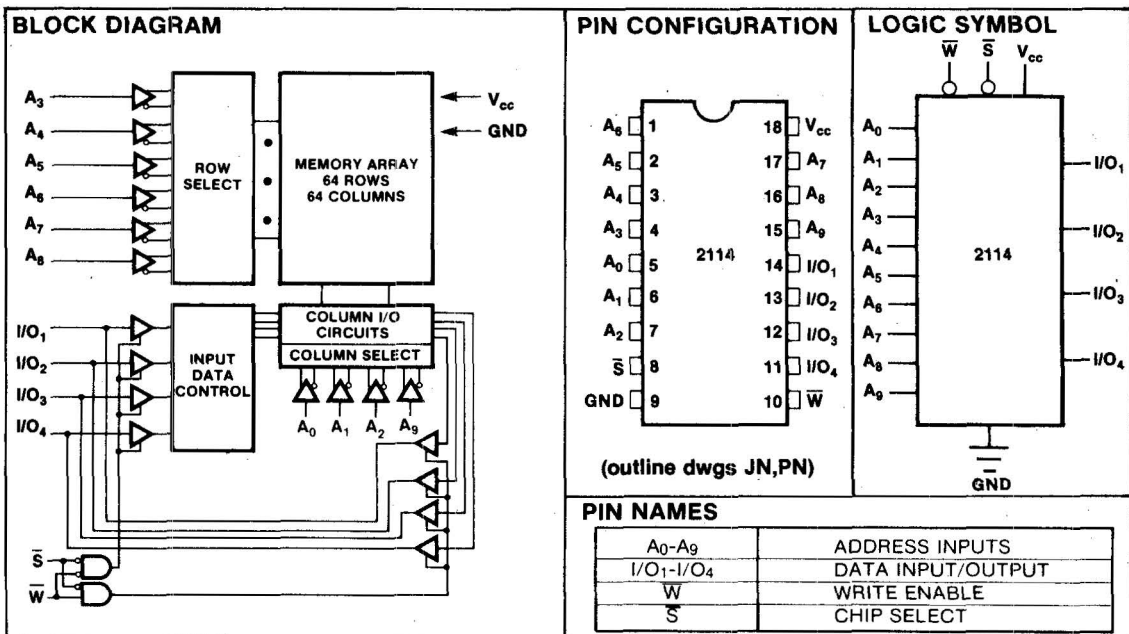 BLOCK DIAGRAM
A3
A4
A5
A6
A7
A8
ROW
SELECT
MEMORY ARRAY
64 ROWS
64 COLUMNS
Vcc
GND
I/O1
I/O2
I/O3
I/O4
INPUT
DATA
CONTROL
COLUMN I/O
CIRCUITS
COLUMN SELECT
A0 A1 A2 A9
S̅
W̅
PIN CONFIGURATION
A6 1 18 Vcc
A5 2 17 A7
A4 3 16 A8
A3 4 15 A9
A0 5 2114 14 I/O1
A1 6 13 I/O2
A2 7 12 I/O3
S̅ 8 11 I/O4
GND 9 10 W̅
(outline dwgs JN,PN)
LOGIC SYMBOL
W̅ S̅ Vcc
A0
A1
A2
A3
A4
A5
A6
A7
A8
A9
2114
I/O1
I/O2
I/O3
I/O4
GND
PIN NAMES
A0-A9 ADDRESS INPUTS
I/O1-I/O4 DATA INPUT/OUTPUT
W̅ WRITE ENABLE
S̅ CHIP SELECT